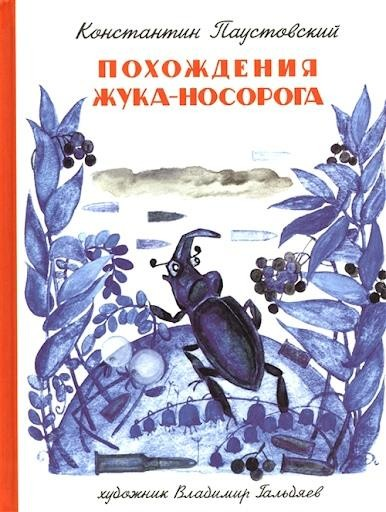 Константин Паустовский
ПОХОЖДЕНИЯ
ЖУКА-НОСОРОГА
художник Владимир Гальдяев